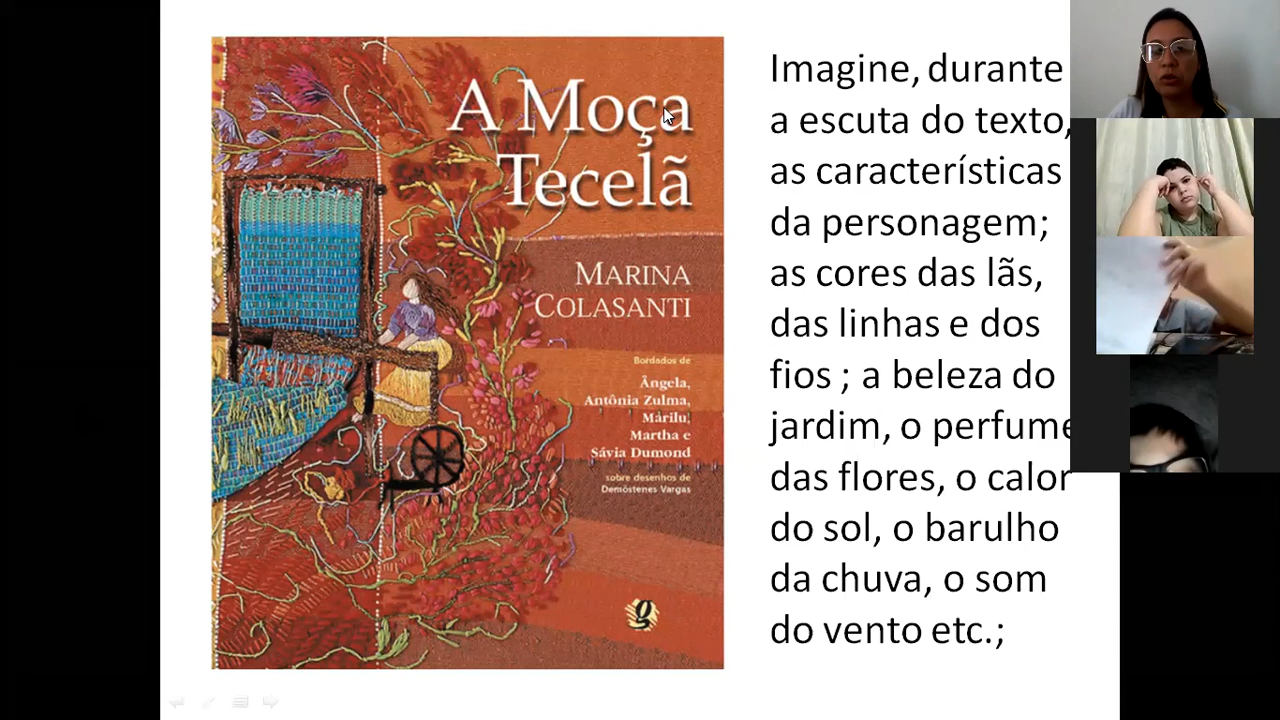 A Moça
Tecelã
MARINA
COLASANTI
Bordados de
Ângela,
Antônia Zulma,
Marilu,
Martha e
Sávia Dumond
sobre desenhos de
Demóstenes Vargas
g
Imagine, durante
a escuta do texto,
as características
da personagem;
as cores das lãs,
das linhas e dos
fios ; a beleza do
jardim, o perfume
das flores, o calor
do sol, o barulho
da chuva, o som
do vento etc.;